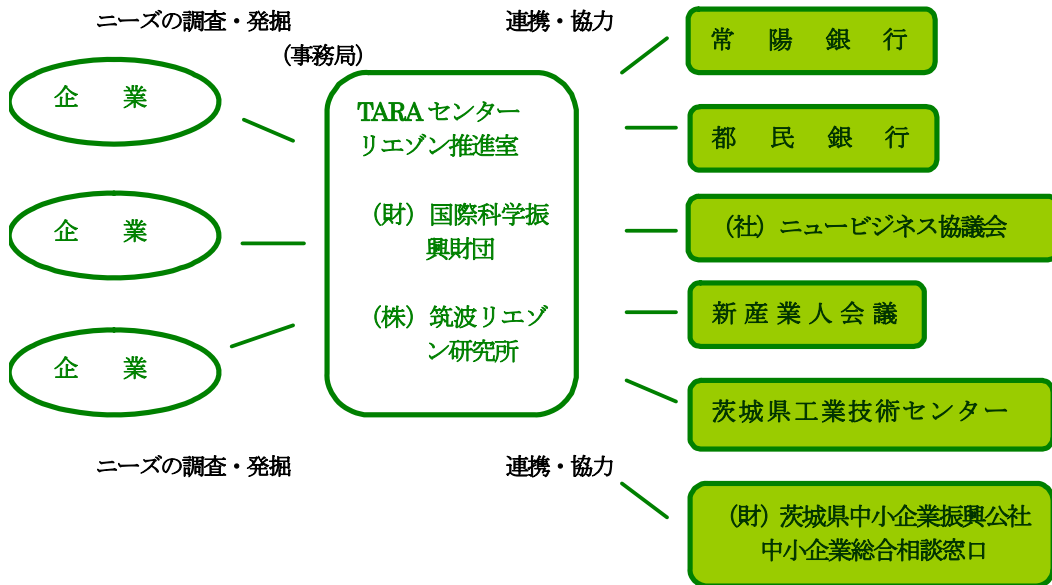 ニーズの調査・発掘
連携・協力
(事務局)
企 業
企 業
企 業
TARA センター
リエゾン推進室
(財)国際科学振
興財団
(株)筑波リエゾ
ン研究所
常 陽 銀 行
都 民 銀 行
(社)ニュービジネス協議会
新産業人会議
茨城県工業技術センター
(財)茨城県中小企業振興公社
中小企業総合相談窓口
ニーズの調査・発掘
連携・協力